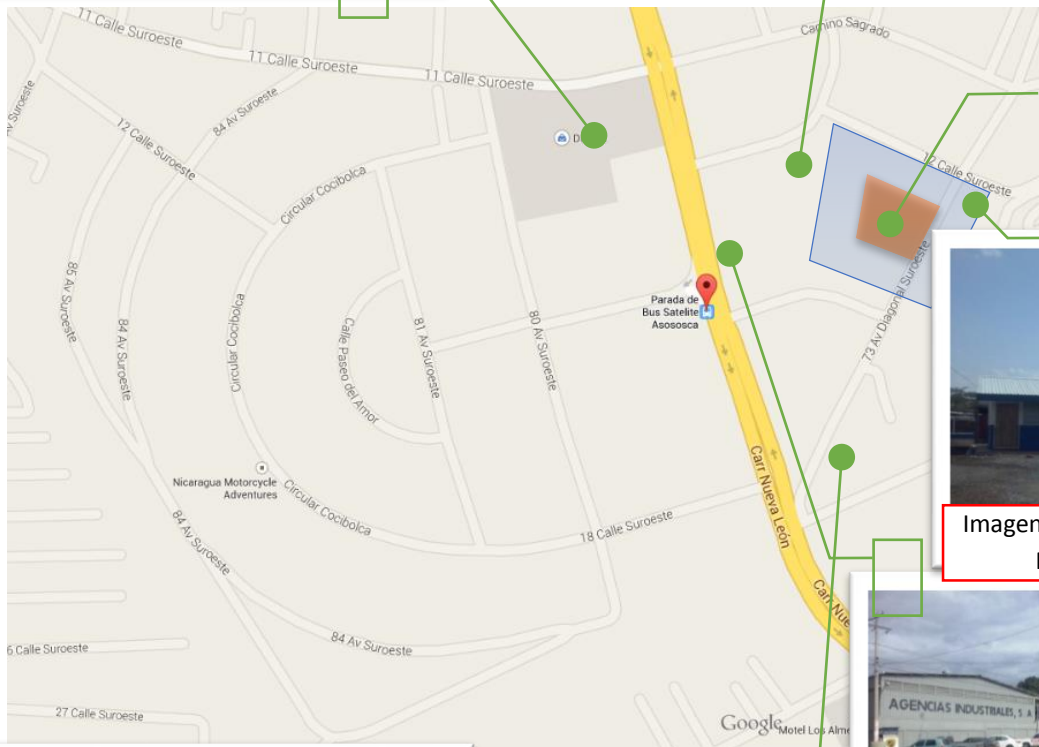 11 Calle Suroeste
11 Calle Suroeste
11 Calle Suroeste
Camino Sagrado
Suroeste
84 Av Suroeste
12 Calle Suroeste
12 Calle Suroeste
D
Circular Cocibolca
85 Av Suroeste
84 Av Suroeste
Circular Cocibolca
Calle Paseo del Amor
81 Av Suroeste
80 Av Suroeste
Parada de
Bus Satelite
Asososca
73 Av Diagonal Suroeste
Nicaragua Motorcycle
Adventures
Circular Cocibolca
18 Calle Suroeste
Carr Nueva León
84 Av Suroeste
Imagen
Carr Nue
84 Av Suroeste
6 Calle Suroeste
27 Calle Suroeste
AGENCIAS INDUSTRIALES, S. A
Google
Motel Los Alme